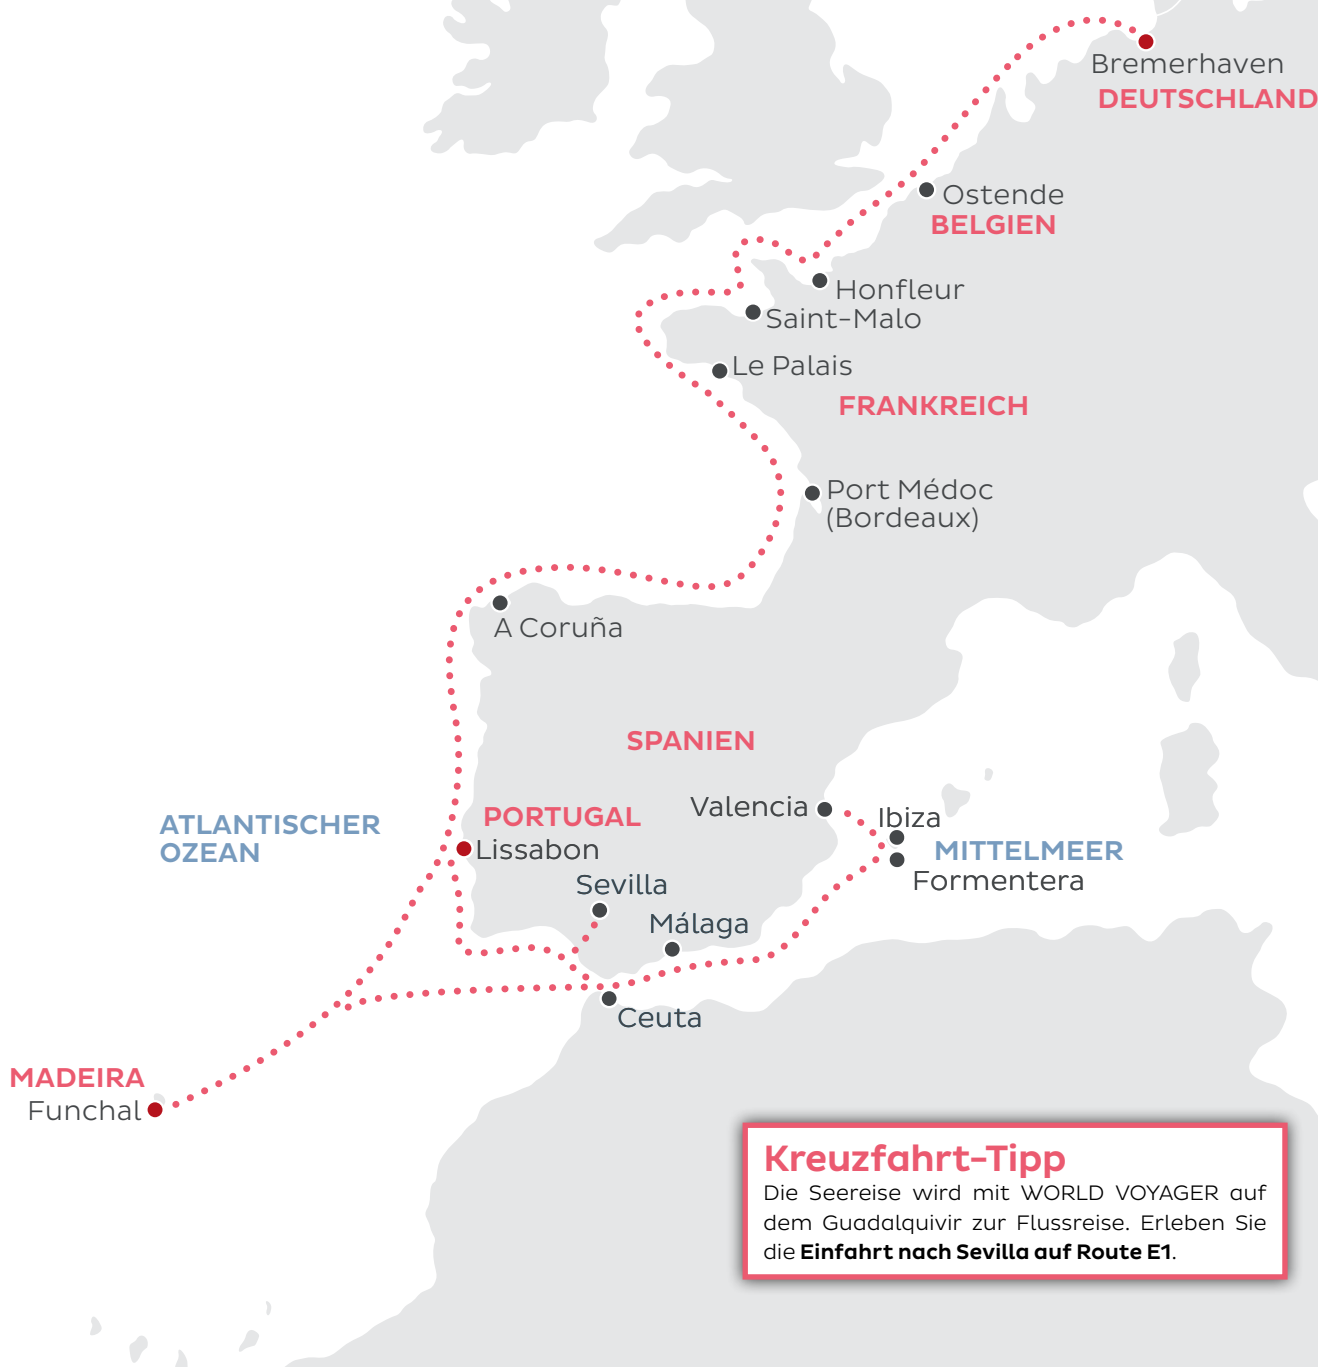 Bremerhaven
DEUTSCHLAND
Ostende
BELGIEN
Honfleur
Saint-Malo
Le Palais
FRANKREICH
Port Médoc
(Bordeaux)
A Coruña
SPANIEN
Valencia
Ibiza
PORTUGAL
ATLANTISCHER
OZEAN
Lissabon
MITTELMEER
Formentera
Sevilla
Málaga
Ceuta
MADEIRA
Funchal
Kreuzfahrt-Tipp
Die Seereise wird mit WORLD VOYAGER auf
dem Guadalquivir zur Flussreise. Erleben Sie
die Einfahrt nach Sevilla auf Route E1.